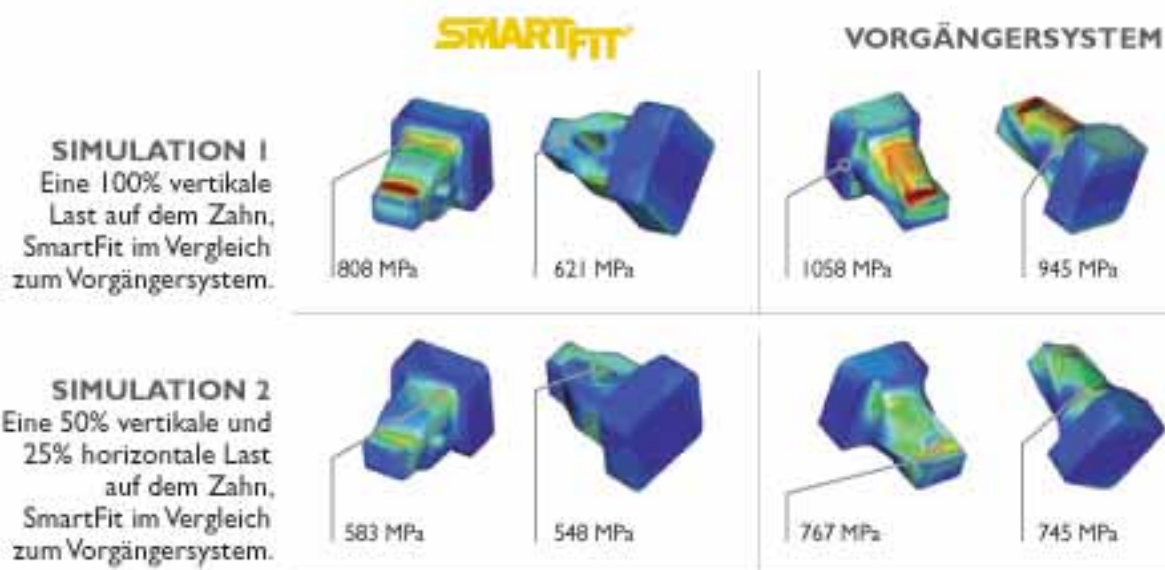 SMARTFIT
VORGÄNGERSYSTEM
SIMULATION 1
Eine 100% vertikale
Last auf dem Zahn,
SmartFit im Vergleich
zum Vorgängersystem.
808 MPa
621 MPa
1058 MPa
945 MPa
SIMULATION 2
Eine 50% vertikale und
25% horizontale Last
auf dem Zahn,
SmartFit im Vergleich
zum Vorgängersystem.
583 MPa
548 MPa
767 MPa
745 MPa